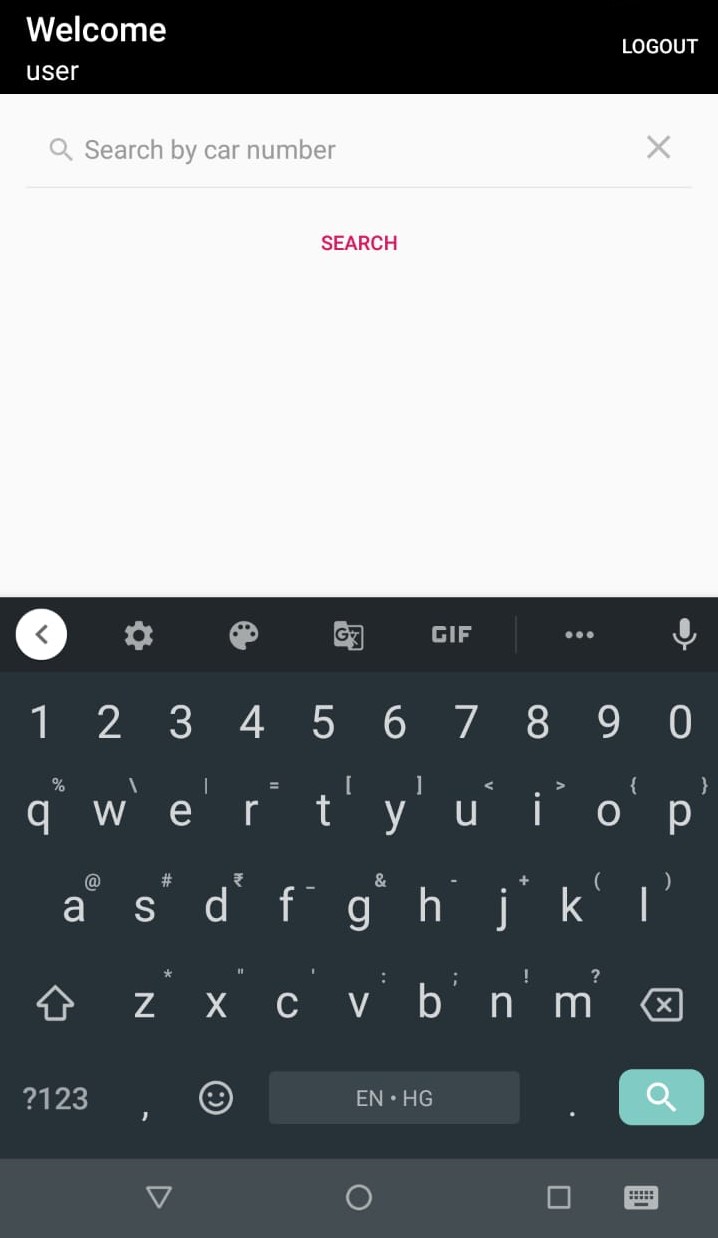 Welcome
user
LOGOUT
Search by car number
SEARCH
GIF
1 2 3 4 5 6 7 8 9 0
% \ | = [ ] < > { }
q w e r t y u i o p
@ # ₹ _ & - + ( )
a s d f g h j k l
* " ' : ; ! ?
z x c v b n m
?123 , EN • HG .